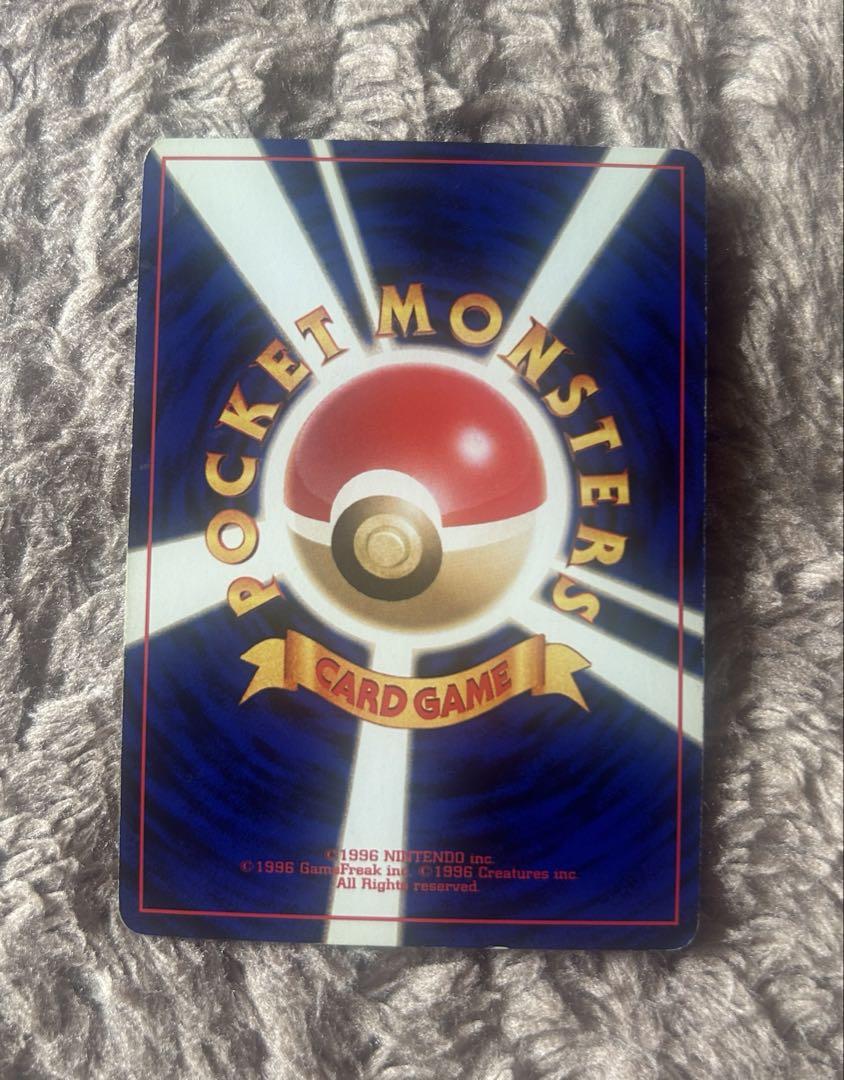 POCKET MONSTERS
CARD GAME
©1996 NINTENDO inc.
©1996 GameFreak inc. ©1996 Creatures inc.
All Rights reserved.